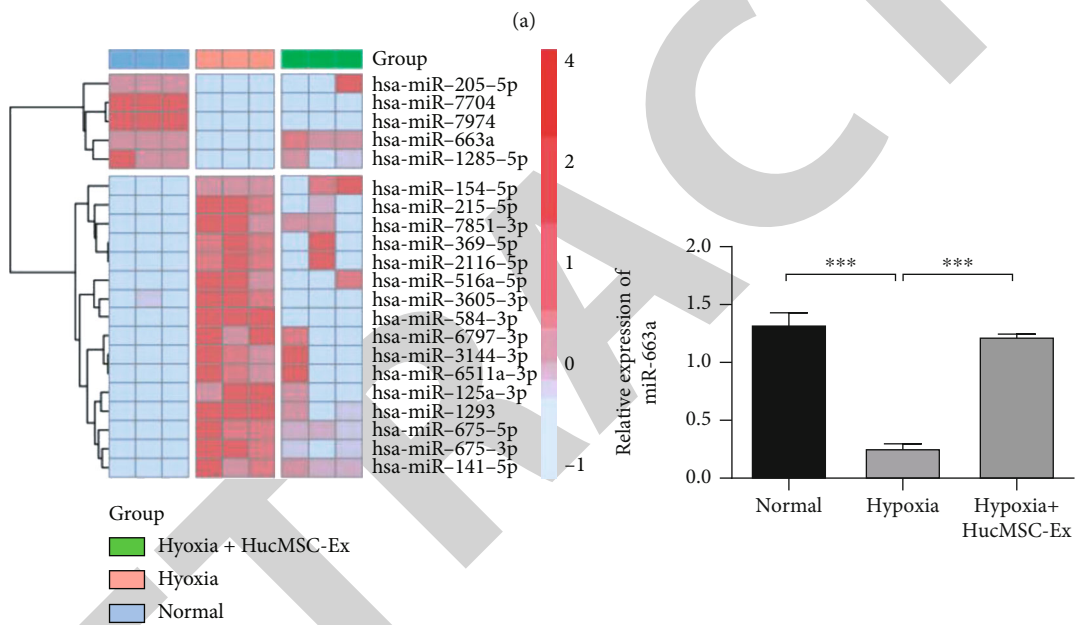 (a)
Group
hsa-miR-205-5p
hsa-miR-7704
hsa-miR-7974
hsa-miR-663a
hsa-miR-1285-5p
hsa-miR-154-5p
hsa-miR-215-5p
hsa-miR-7851-3p
hsa-miR-369-5p
hsa-miR-2116-5p
hsa-miR-516a-5p
hsa-miR-3605-3p
hsa-miR-584-3p
hsa-miR-6797-3p
hsa-miR-3144-3p
hsa-miR-6511a-3p
hsa-miR-125a-3p
hsa-miR-1293
hsa-miR-675-5p
hsa-miR-675-3p
hsa-miR-141-5p
4
2
1
0
-1
Group
Hyoxia + HucMSC-Ex
Hyoxia
Normal
Relative expression of
miR-663a
2.0
1.5
1.0
0.5
0.0
***
***
Normal
Hypoxia
Hypoxia+
HucMSC-Ex